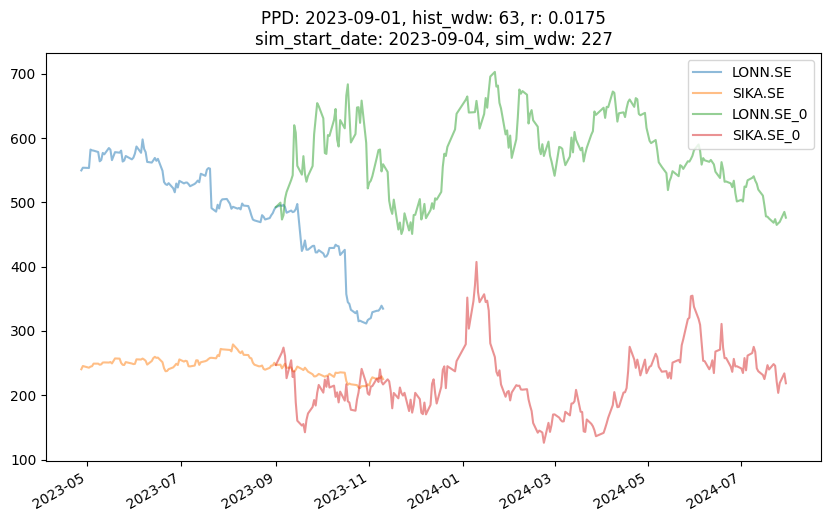 PPD: 2023-09-01, hist_wdw: 63, r: 0.0175
sim_start_date: 2023-09-04, sim_wdw: 227
LONN.SE
SIKA.SE
LONN.SE_0
SIKA.SE_0
700
600
500
400
300
200
100
2023-05
2023-07
2023-09
2023-11
2024-01
2024-03
2024-05
2024-07